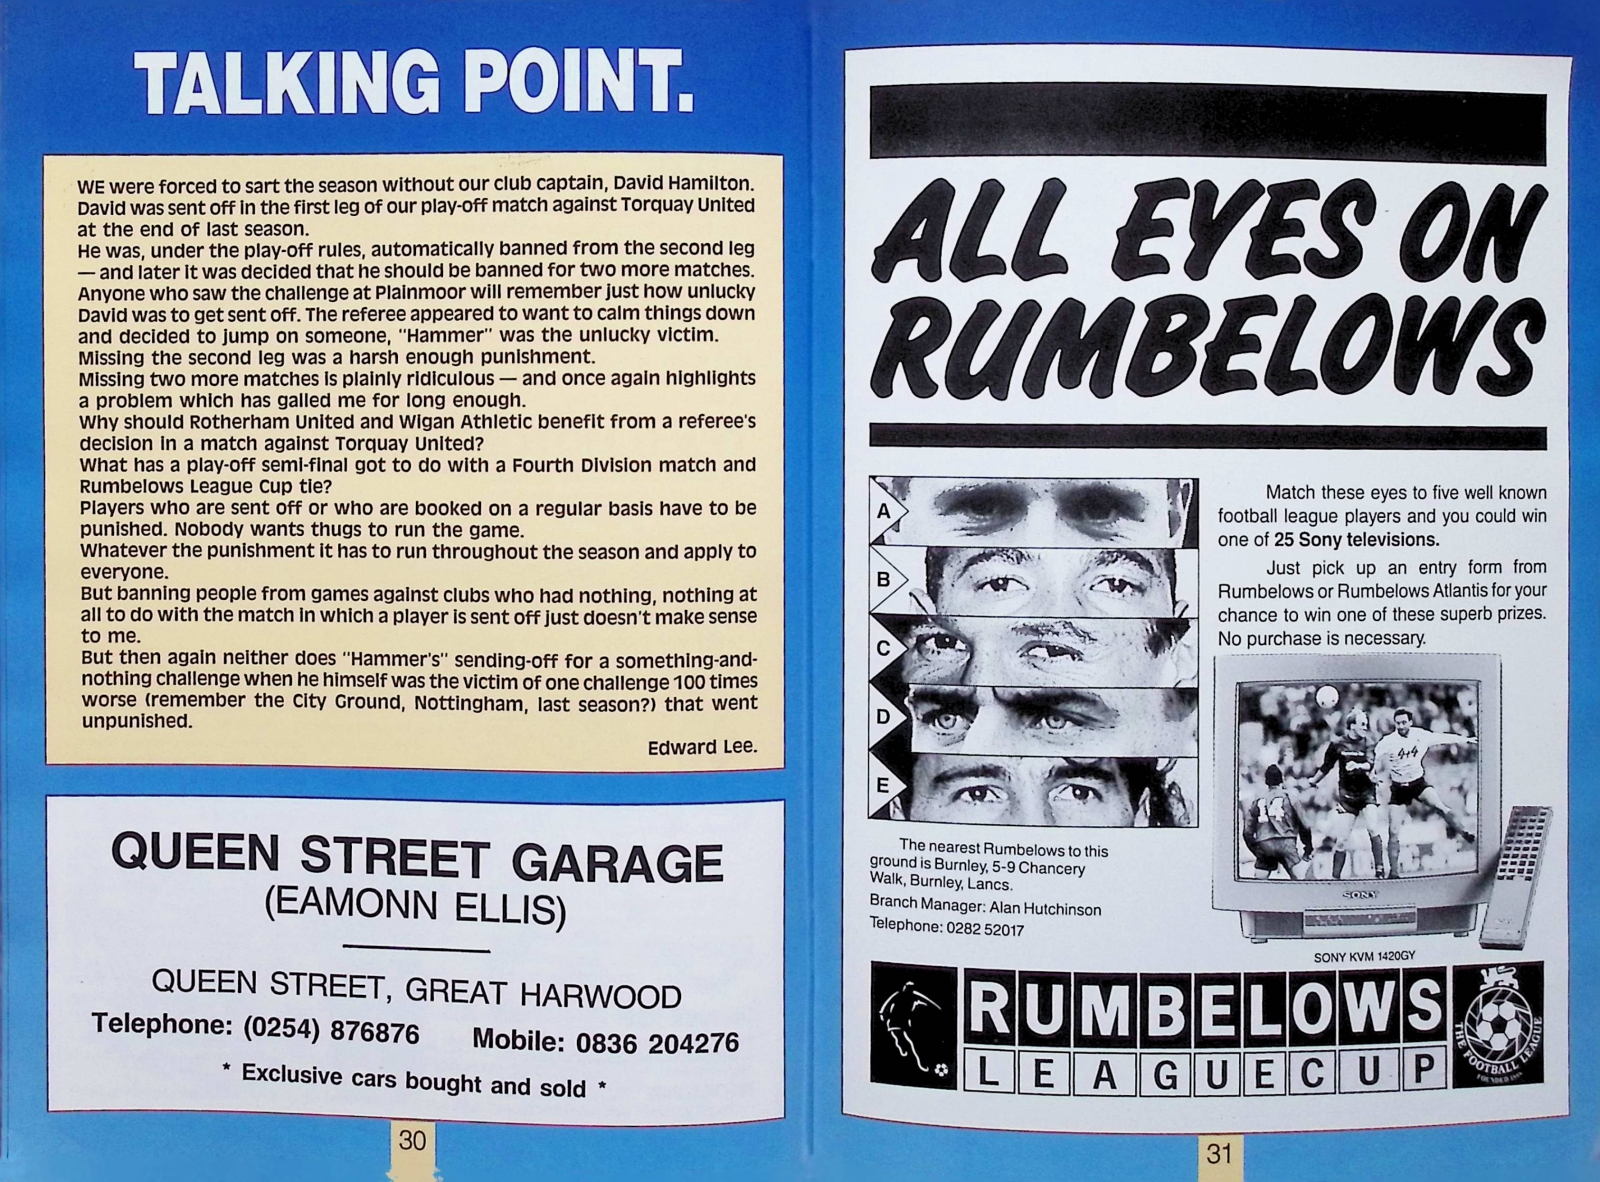 TALKING POINT.
WE were forced to sart the season without our club captain, David Hamilton.
David was sent off in the first leg of our play-off match against Torquay United
at the end of last season.
He was, under the play-off rules, automatically banned from the second leg
— and later it was decided that he should be banned for two more matches.
Anyone who saw the challenge at Plainmoor will remember just how unlucky
David was to get sent off. The referee appeared to want to calm things down
and decided to jump on someone, "Hammer" was the unlucky victim.
Missing the second leg was a harsh enough punishment.
Missing two more matches is plainly ridiculous — and once again highlights
a problem which has galled me for long enough.
Why should Rotherham United and Wigan Athletic benefit from a referee's
decision in a match against Torquay United?
What has a play-off semi-final got to do with a Fourth Division match and
Rumbelows League Cup tie?
Players who are sent off or who are booked on a regular basis have to be
punished. Nobody wants thugs to run the game.
Whatever the punishment it has to run throughout the season and apply to
everyone.
But banning people from games against clubs who had nothing, nothing at
all to do with the match in which a player is sent off just doesn't make sense
to me.
But then again neither does "Hammer's" sending-off for a something-and-
nothing challenge when he himself was the victim of one challenge 100 times
worse (remember the City Ground, Nottingham, last season?) that went
unpunished.
Edward Lee.
QUEEN STREET GARAGE
(EAMONN ELLIS)
QUEEN STREET, GREAT HARWOOD
Telephone: (0254) 876876 Mobile: 0836 204276
* Exclusive cars bought and sold *
30
ALL EYES ON
RUMBELOWS
A
B
C
D
E
Match these eyes to five well known
football league players and you could win
one of 25 Sony televisions.
Just pick up an entry form from
Rumbelows or Rumbelows Atlantis for your
chance to win one of these superb prizes.
No purchase is necessary.
14
4+4
SONY
The nearest Rumbelows to this
ground is Burnley, 5-9 Chancery
Walk, Burnley, Lancs.
Branch Manager: Alan Hutchinson
Telephone: 0282 52017
SONY KVM 1420GY
RUMBELOWS
LEAGUE CUP
THE FOOTBALL LEAGUE
FOUNDED 1888
31